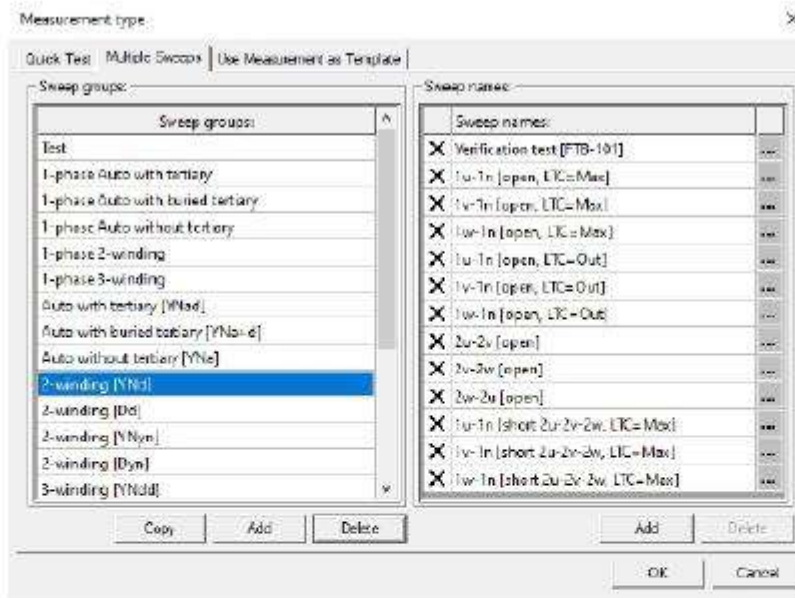 Measurement type
Quick Test
Multiple Sweeps
Use Measurement as Template
Sweep groups:
Sweep groups:
Test
1-phase Auto with tertiary
1-phase Auto with buried tertiary
1-phase Auto without tertiary
1-phase 2-winding
1-phase 3-winding
Auto with tertiary [YNad]
Auto with buried tertiary [YNa+d]
Auto without tertiary [YNa]
2-winding [YNd]
2-winding [Dd]
2-winding [YNyn]
2-winding [Dyn]
3-winding [YNdd]
Copy
Add
Delete
Sweep names:
Sweep names:
Verification test [FTB-101]
1u-1n [open, LTC=Max]
1v-1n [open, LTC=Max]
1w-1n [open, LTC=Max]
1u-1n [open, LTC=Out]
1v-1n [open, LTC=Out]
1w-1n [open, LTC=Out]
2u-2v [open]
2v-2w [open]
2w-2u [open]
1u-1n [short 2u-2v-2w, LTC=Max]
1v-1n [short 2u-2v-2w, LTC=Max]
1w-1n [short 2u-2v-2w, LTC=Max]
Add
Delete
OK
Cancel